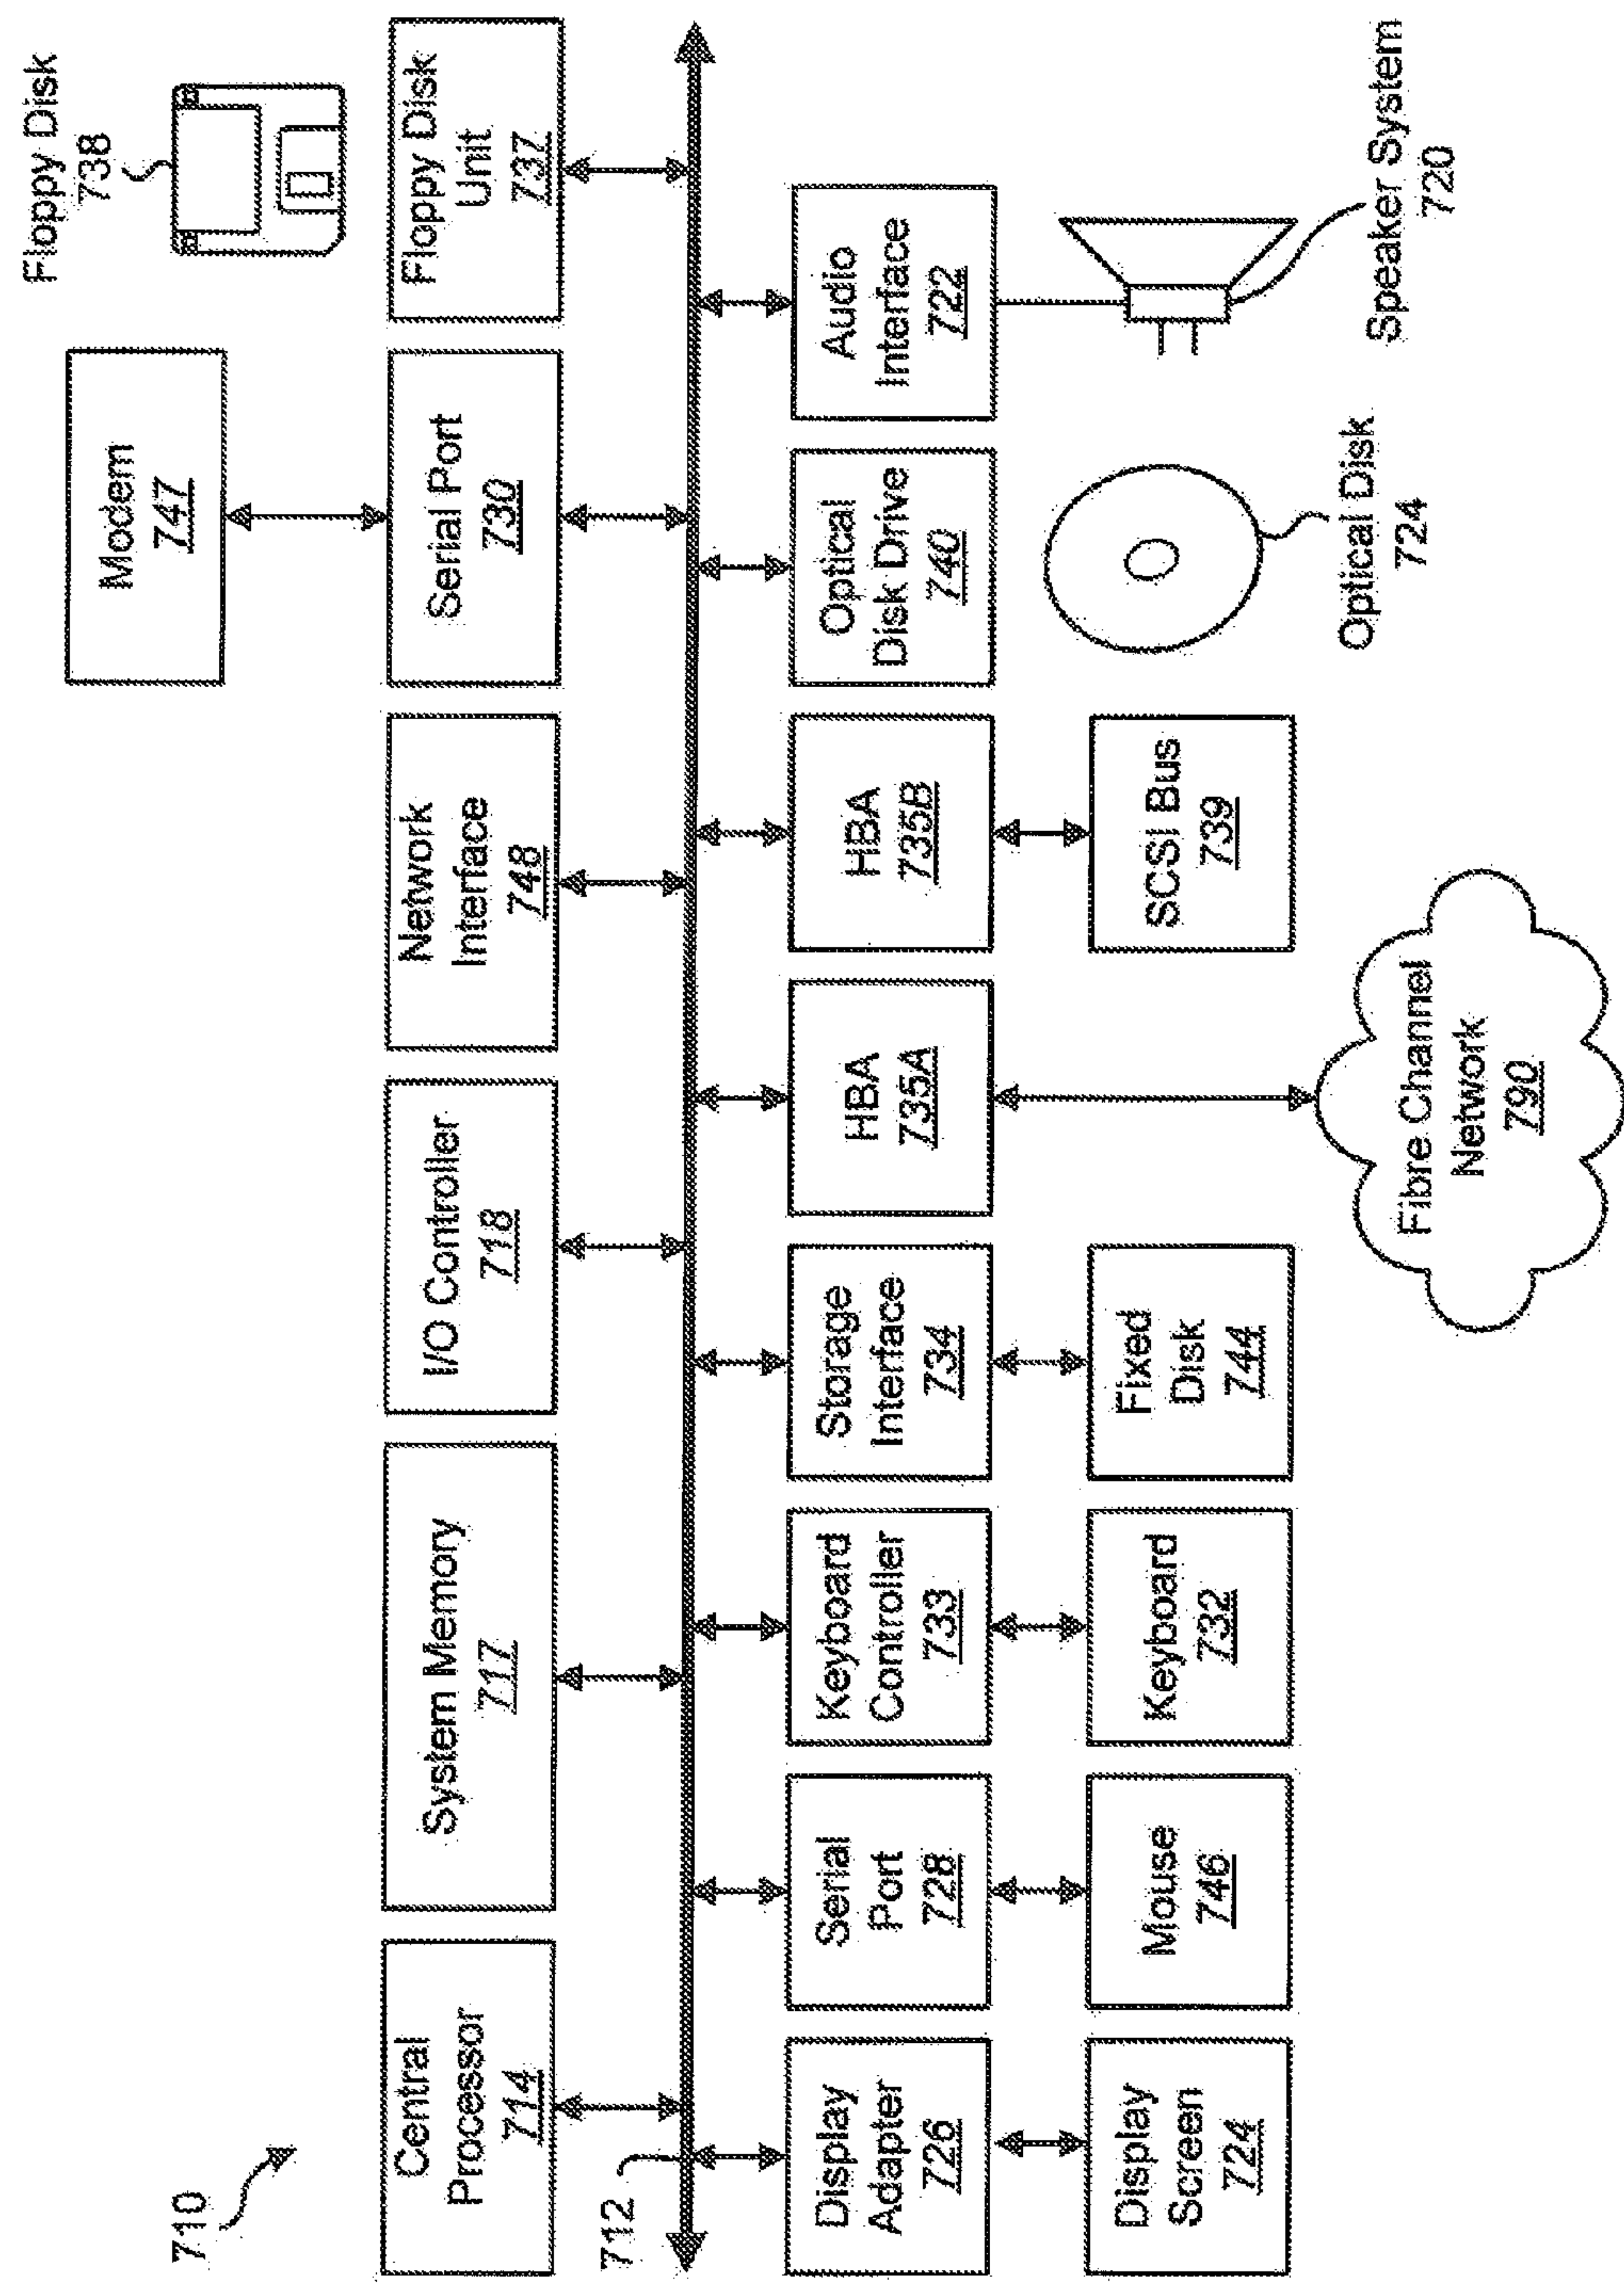 710
Floppy Disk
738
Modem
747
Central
Processor
714
System Memory
717
I/O Controller
718
Network
Interface
748
Serial Port
730
Floppy Disk
Unit
737
712
Display
Adapter
726
Serial
Port
728
Keyboard
Controller
733
Storage
Interface
734
HBA
735A
HBA
735B
Optical
Disk Drive
740
Audio
Interface
722
Display
Screen
724
Mouse
746
Keyboard
732
Fixed
Disk
744
Fibre Channel
Network
790
SCSI Bus
739
Optical Disk
724
Speaker System
720